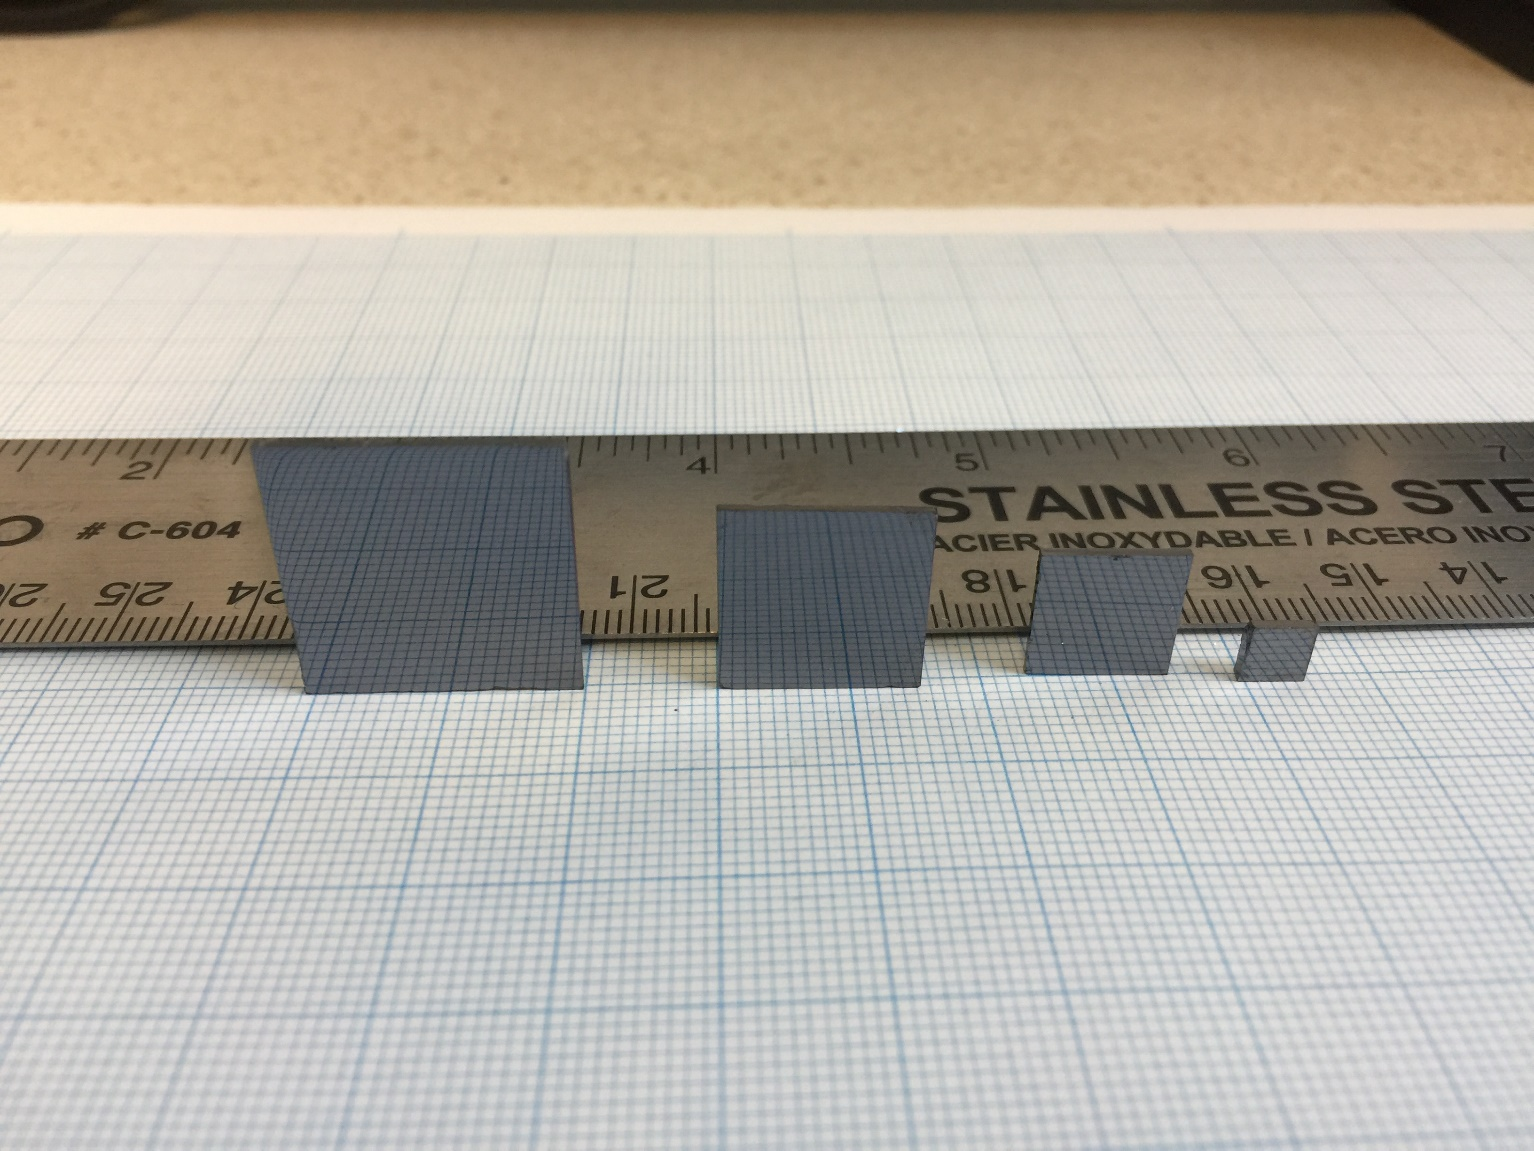 2 4 5 6 7
STAINLESS STE
O # C-604
ACIER INOXYDABLE / ACERO INO
25 24 21 18 16 15 14